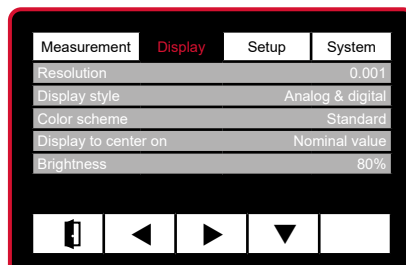 Measurement Display Setup System
Resolution 0.001
Display style Analog & digital
Color scheme Standard
Display to center on Nominal value
Brightness 80%